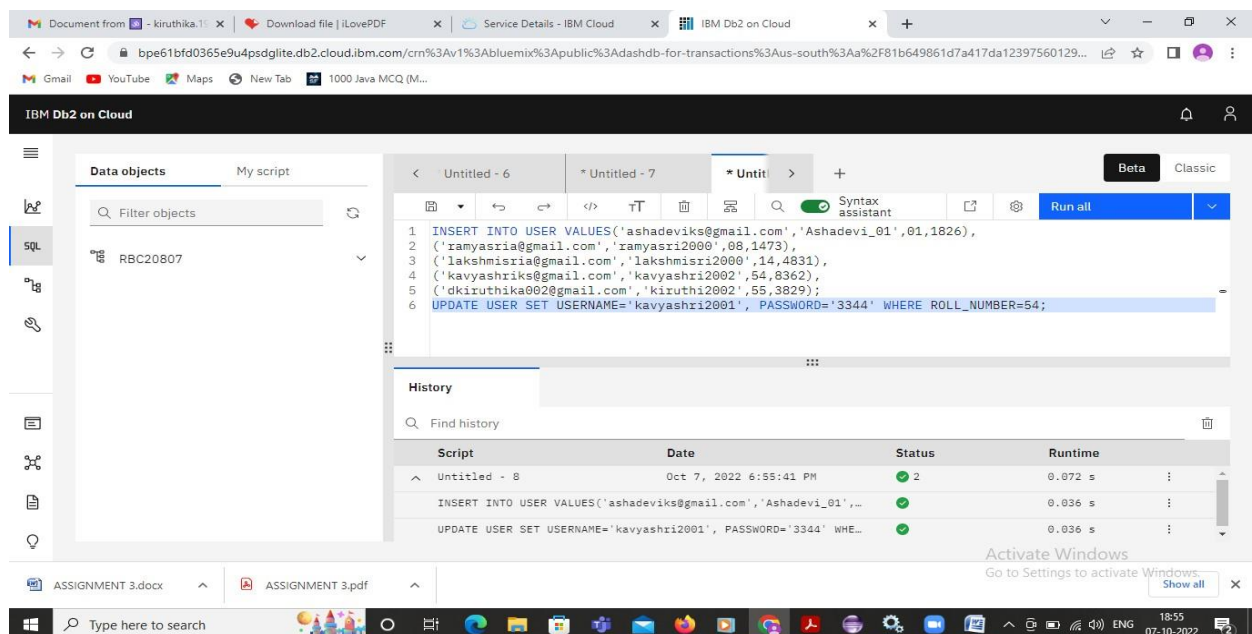 Document from - kiruthika.19
Download file | iLovePDF
Service Details - IBM Cloud
IBM Db2 on Cloud
bpe61bfd0365e9u4psdglite.db2.cloud.ibm.com/crn%3Av1%3Abluemix%3Apublic%3Adashdb-for-transactions%3Aus-south%3Aa%2F81b649861d7a417da12397560129...
Gmail YouTube Maps New Tab 1000 Java MCQ (M...
IBM Db2 on Cloud
Data objects My script
Untitled - 6 * Untitled - 7 * Untitl
Beta Classic
Filter objects
Syntax assistant
Run all
SQL
RBC20807
1 INSERT INTO USER VALUES('ashadeviks@gmail.com','Ashadevi_01',01,1826),
2 ('ramyasria@gmail.com','ramyasri2000',08,1473),
3 ('lakshmisria@gmail.com','lakshmisri2000',14,4831),
4 ('kavyashriks@gmail.com','kavyashri2002',54,8362),
5 ('dkiruthika002@gmail.com','kiruthi2002',55,3829);
6 UPDATE USER SET USERNAME='kavyashri2001', PASSWORD='3344' WHERE ROLL_NUMBER=54;
History
Find history
Script Date Status Runtime
Untitled - 8 Oct 7, 2022 6:55:41 PM 2 0.072 s
INSERT INTO USER VALUES('ashadeviks@gmail.com','Ashadevi_01',… 0.036 s
UPDATE USER SET USERNAME='kavyashri2001', PASSWORD='3344' WHE… 0.036 s
Activate Windows
Go to Settings to activate Windows.
ASSIGNMENT 3.docx
ASSIGNMENT 3.pdf
Show all
Type here to search
ENG
18:55
07-10-2022
2